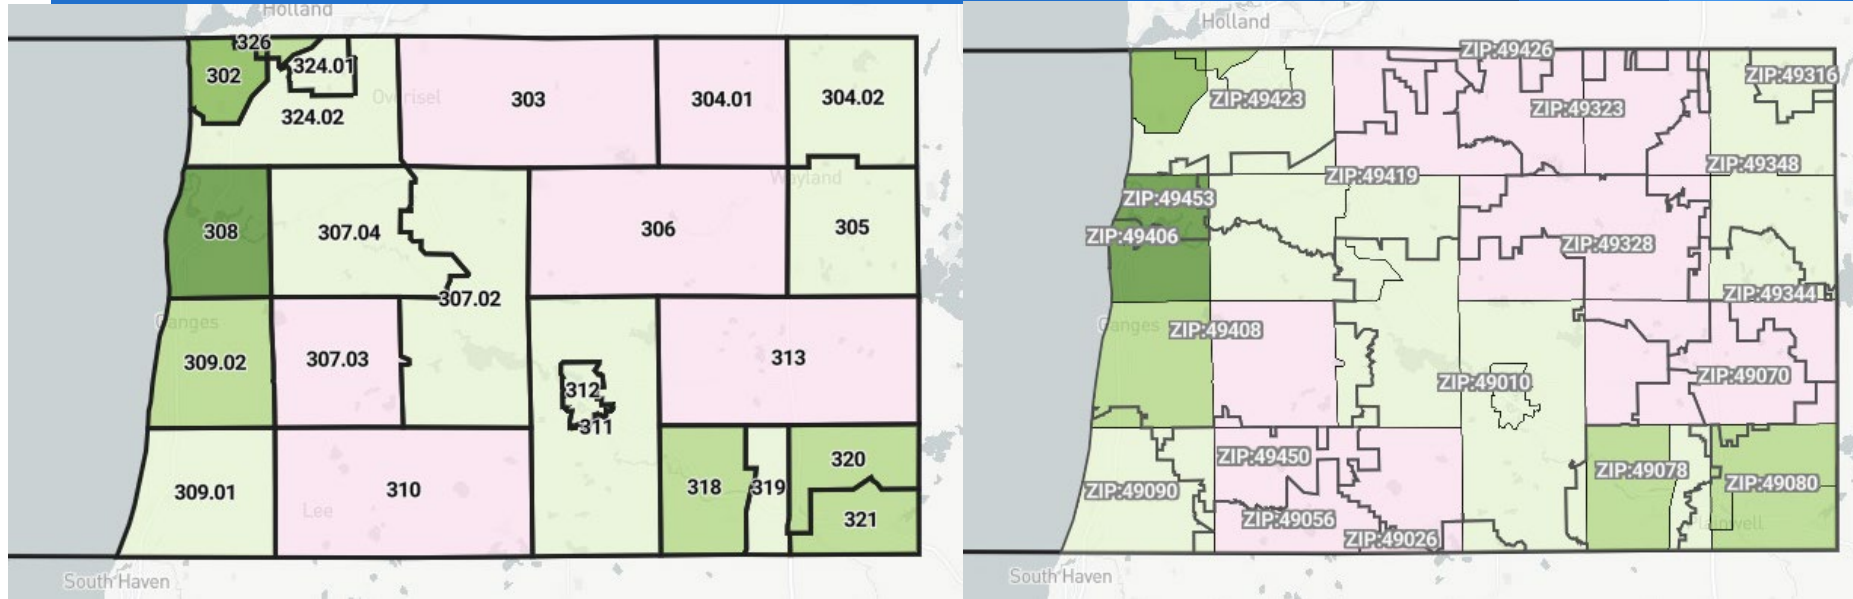 Holland
326
302
324.01
Overisel
303
304.01
304.02
324.02
Wayland
308
307.04
306
305
307.02
Ganges
309.02
307.03
313
312
311
309.01
310
318
319
320
321
Lee
South Haven
Holland
ZIP:49426
ZIP:49316
ZIP:49423
ZIP:49323
ZIP:49348
ZIP:49419
ZIP:49453
ZIP:49406
ZIP:49328
ZIP:49344
Ganges
ZIP:49408
ZIP:49010
ZIP:49070
ZIP:49450
ZIP:49078
ZIP:49080
ZIP:49090
ZIP:49056
Plainwell
ZIP:49026
South Haven